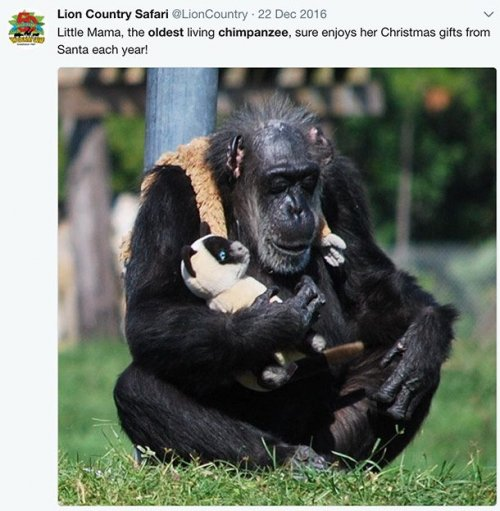 Lion Country Safari @LionCountry · 22 Dec 2016
Little Mama, the oldest living chimpanzee, sure enjoys her Christmas gifts from
Santa each year!